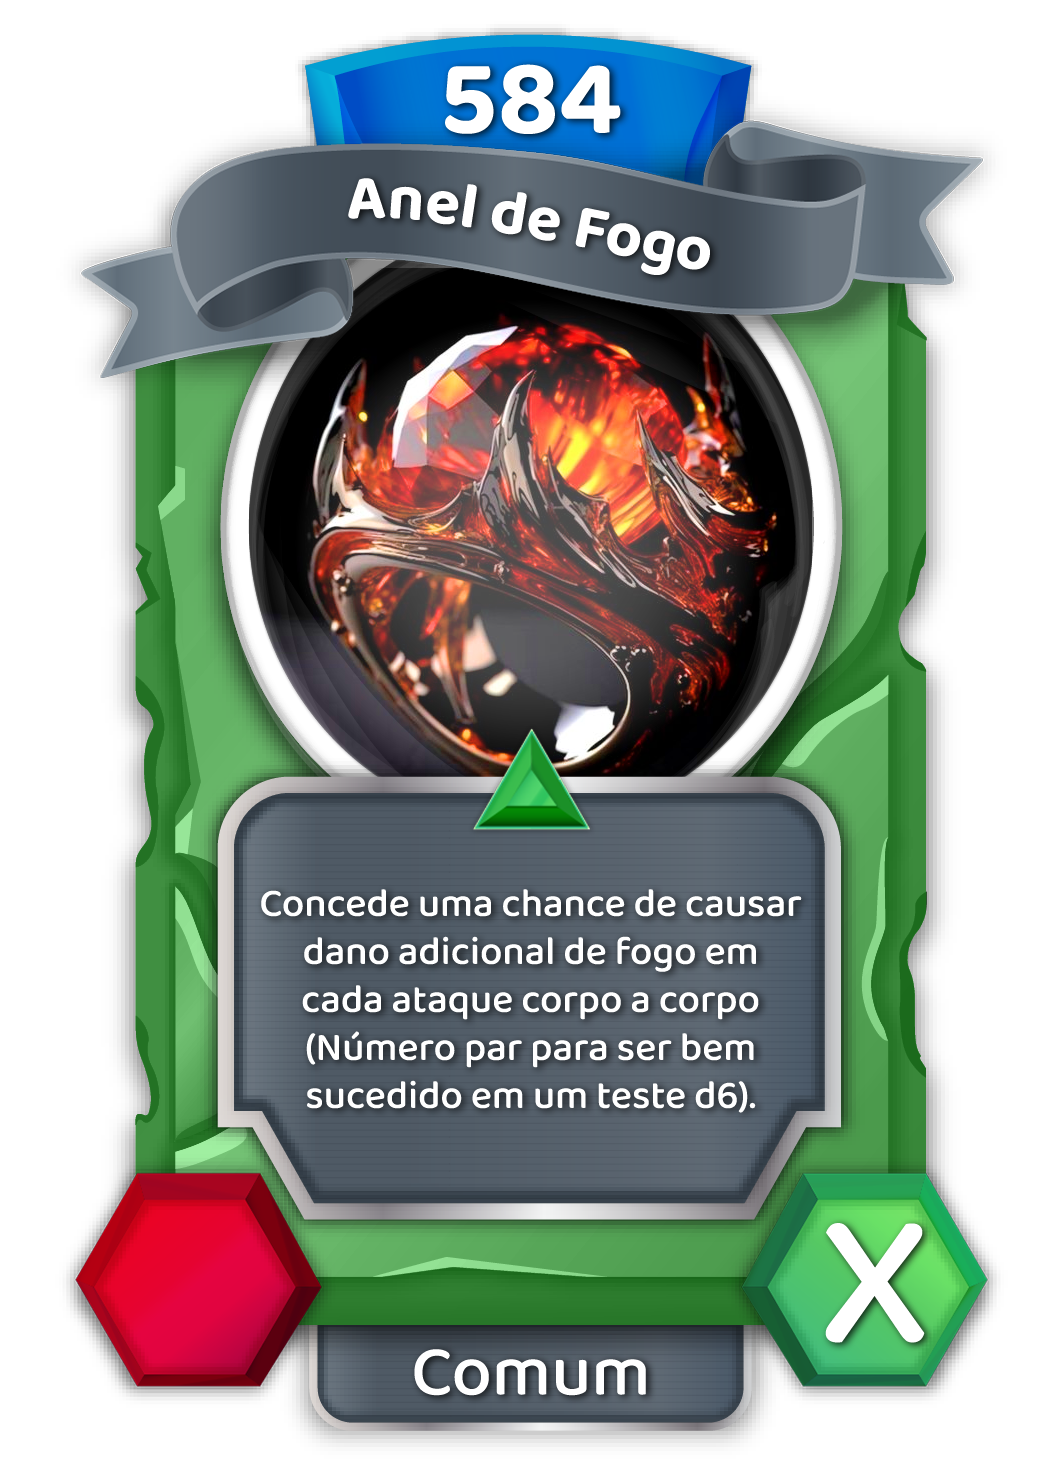 584
Anel de Fogo
Concede uma chance de causar
dano adicional de fogo em
cada ataque corpo a corpo
(Número par para ser bem
sucedido em um teste d6).
X
Comum